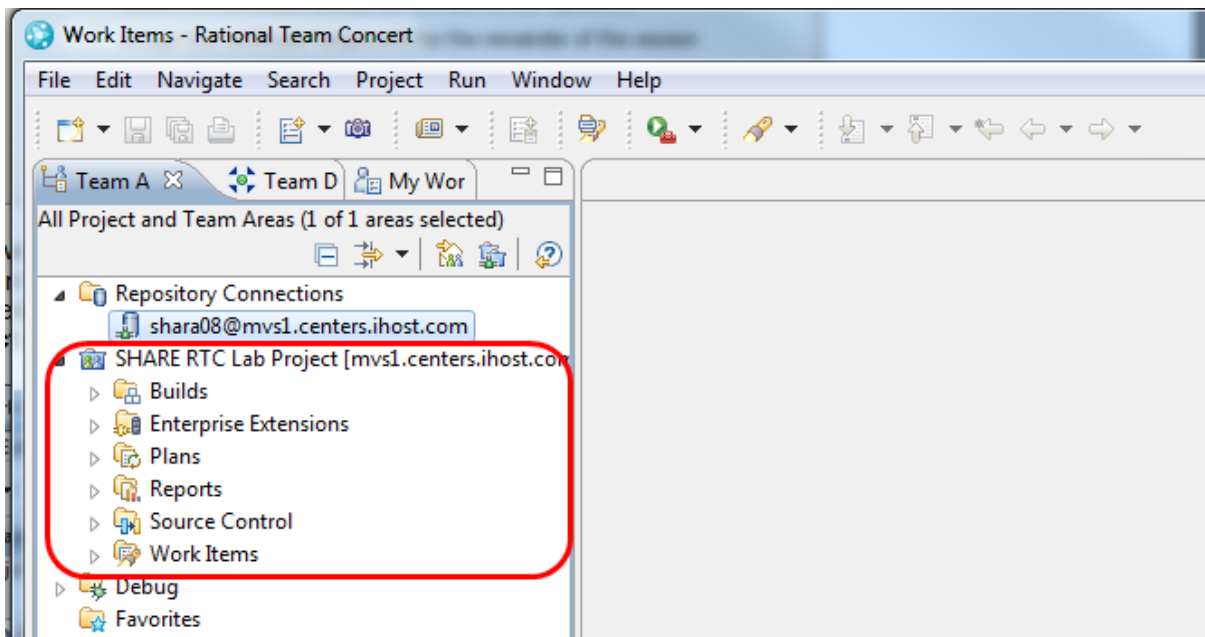 Work Items - Rational Team Concert
File Edit Navigate Search Project Run Window Help
Team A Team D My Wor
All Project and Team Areas (1 of 1 areas selected)
Repository Connections
shara08@mvs1.centers.ihost.com
SHARE RTC Lab Project [mvs1.centers.ihost.com
Builds
Enterprise Extensions
Plans
Reports
Source Control
Work Items
Debug
Favorites